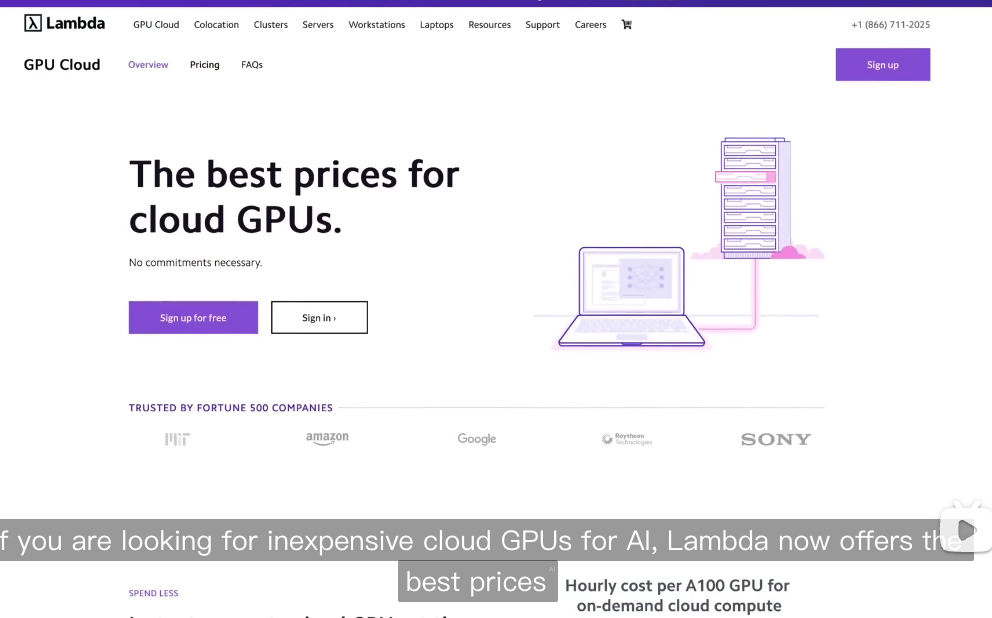 Lambda
GPU Cloud Colocation Clusters Servers Workstations Laptops Resources Support Careers
+1 (866) 711-2025
GPU Cloud
Overview Pricing FAQs
Sign up
The best prices for
cloud GPUs.
No commitments necessary.
Sign up for free
Sign in ›
TRUSTED BY FORTUNE 500 COMPANIES
MIT
amazon
Google
Raytheon
Technologies
SONY
f you are looking for inexpensive cloud GPUs for AI, Lambda now offers the
best prices
AI
SPEND LESS
Hourly cost per A100 GPU for
on-demand cloud compute